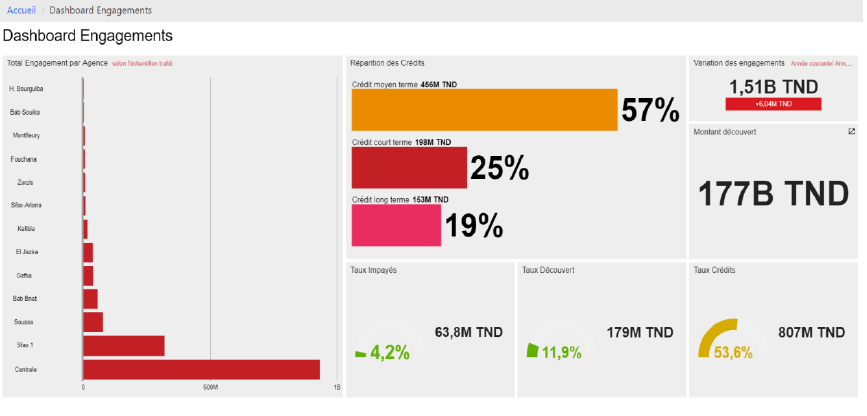 Accueil > Dashboard Engagements
Dashboard Engagements
Total Engagement par Agence selon l'échantillon traité
H. Bourguiba
Bab Souika
Montfleury
Fouchana
Zarzis
Sfax-Ariana
Kalibia
El Jazira
Gafsa
Bab Bnet
Sousse
Sfax 1
Centrale
0 500M 1B
Réparition des Crédits
Crédit moyen terme 456M TND
57%
Crédit court terme 198M TND
25%
Crédit long terme 153M TND
19%
Variation des engagements Année courante/ Ann...
1,51B TND
+6,04M TND
Montant découvert
177B TND
Taux Impayés
4,2%
63,8M TND
Taux Découvert
11,9%
179M TND
Taux Crédits
53,6%
807M TND